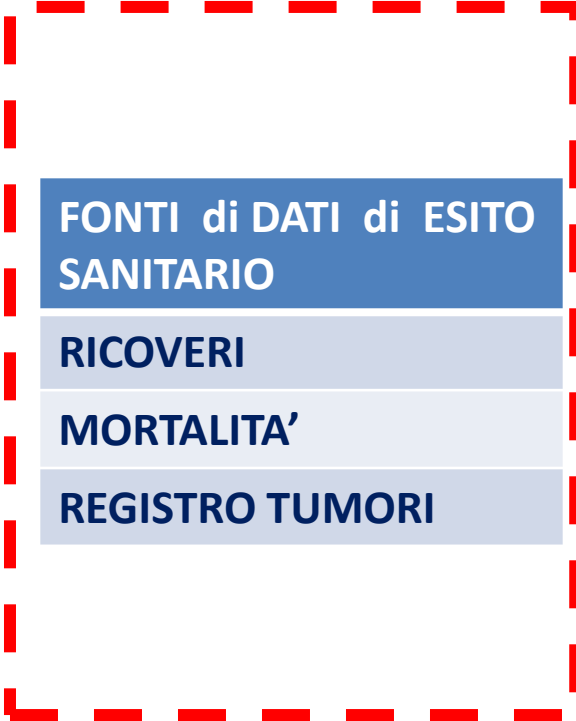 FONTI di DATI di ESITO
SANITARIO
RICOVERI
MORTALITA’
REGISTRO TUMORI